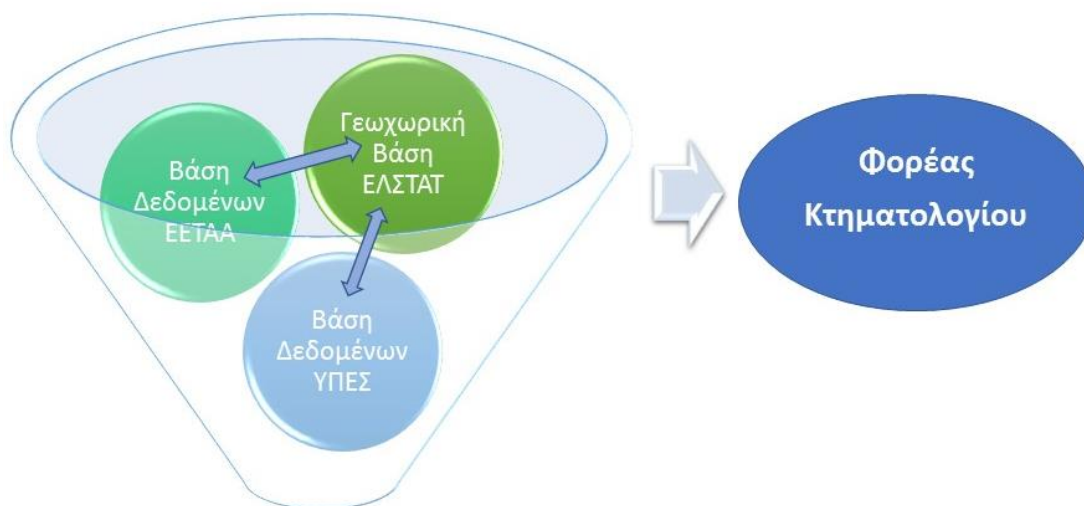 Γεωχωρική
Βάση
ΕΛΣΤΑΤ
Βάση
Δεδομένων
ΕΕΤΑΑ
Βάση
Δεδομένων
ΥΠΕΣ
Φορέας
Κτηματολογίου